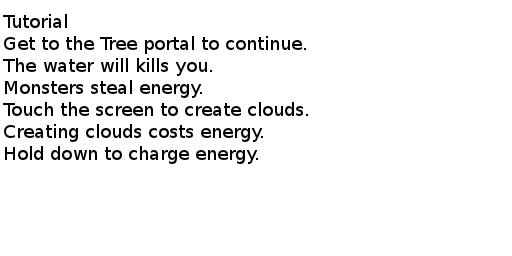 Tutorial
Get to the Tree portal to continue.
The water will kills you.
Monsters steal energy.
Touch the screen to create clouds.
Creating clouds costs energy.
Hold down to charge energy.